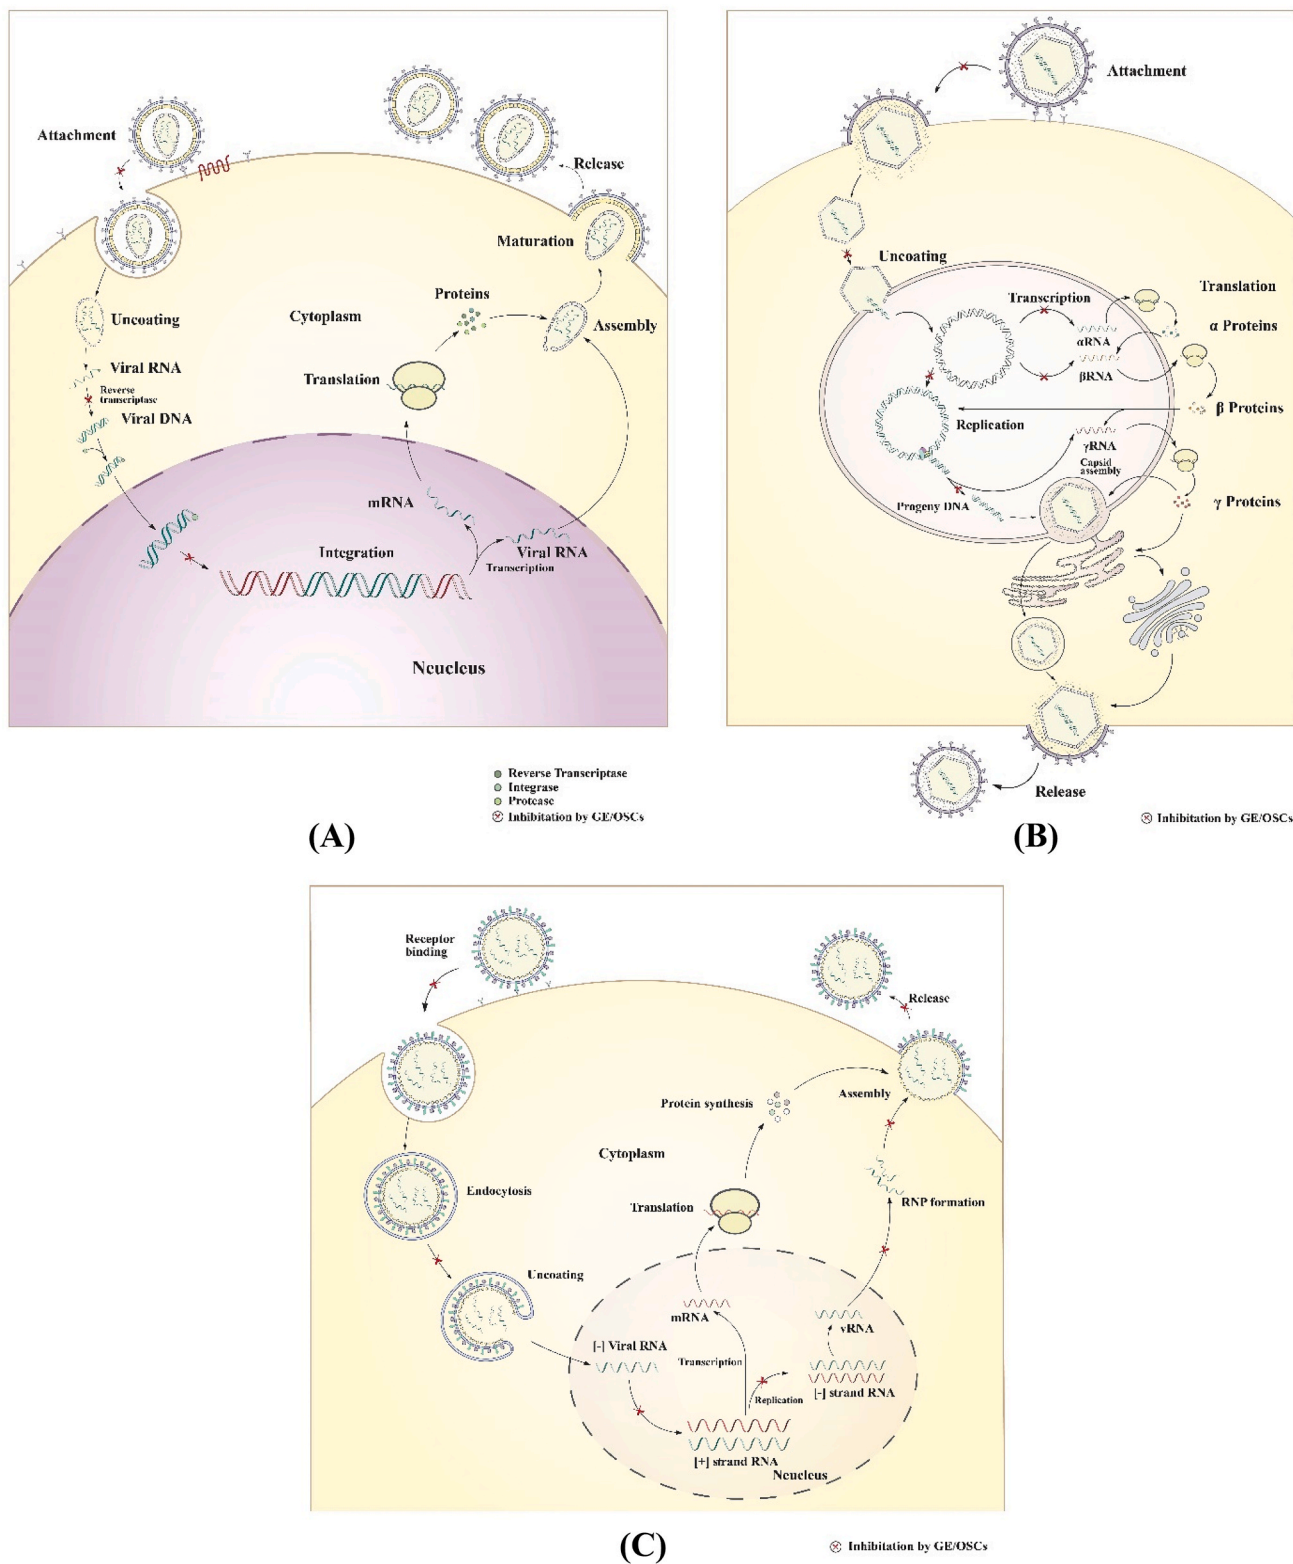 Attachment
Release
Maturation
Proteins
Uncoating
Cytoplasm
Assembly
Viral RNA
Reverse
transcriptase
Translation
Viral DNA
mRNA
Integration
Viral RNA
Transcription
Neucleus
Reverse Transcriptase
Integrase
Protease
Inhibitation by GE/OSCs
(A)
Attachment
Uncoating
Transcription
Translation
αRNA
α Proteins
βRNA
β Proteins
Replication
γRNA
Capsid
assembly
Progeny DNA
γ Proteins
Release
Inhibitation by GE/OSCs
(B)
Receptor
binding
Release
Assembly
Protein synthesis
Cytoplasm
Endocytosis
Translation
RNP formation
Uncoating
mRNA
vRNA
[-] Viral RNA
Transcription
Replication
[-] strand RNA
[+] strand RNA
Neucleus
(C)
Inhibitation by GE/OSCs